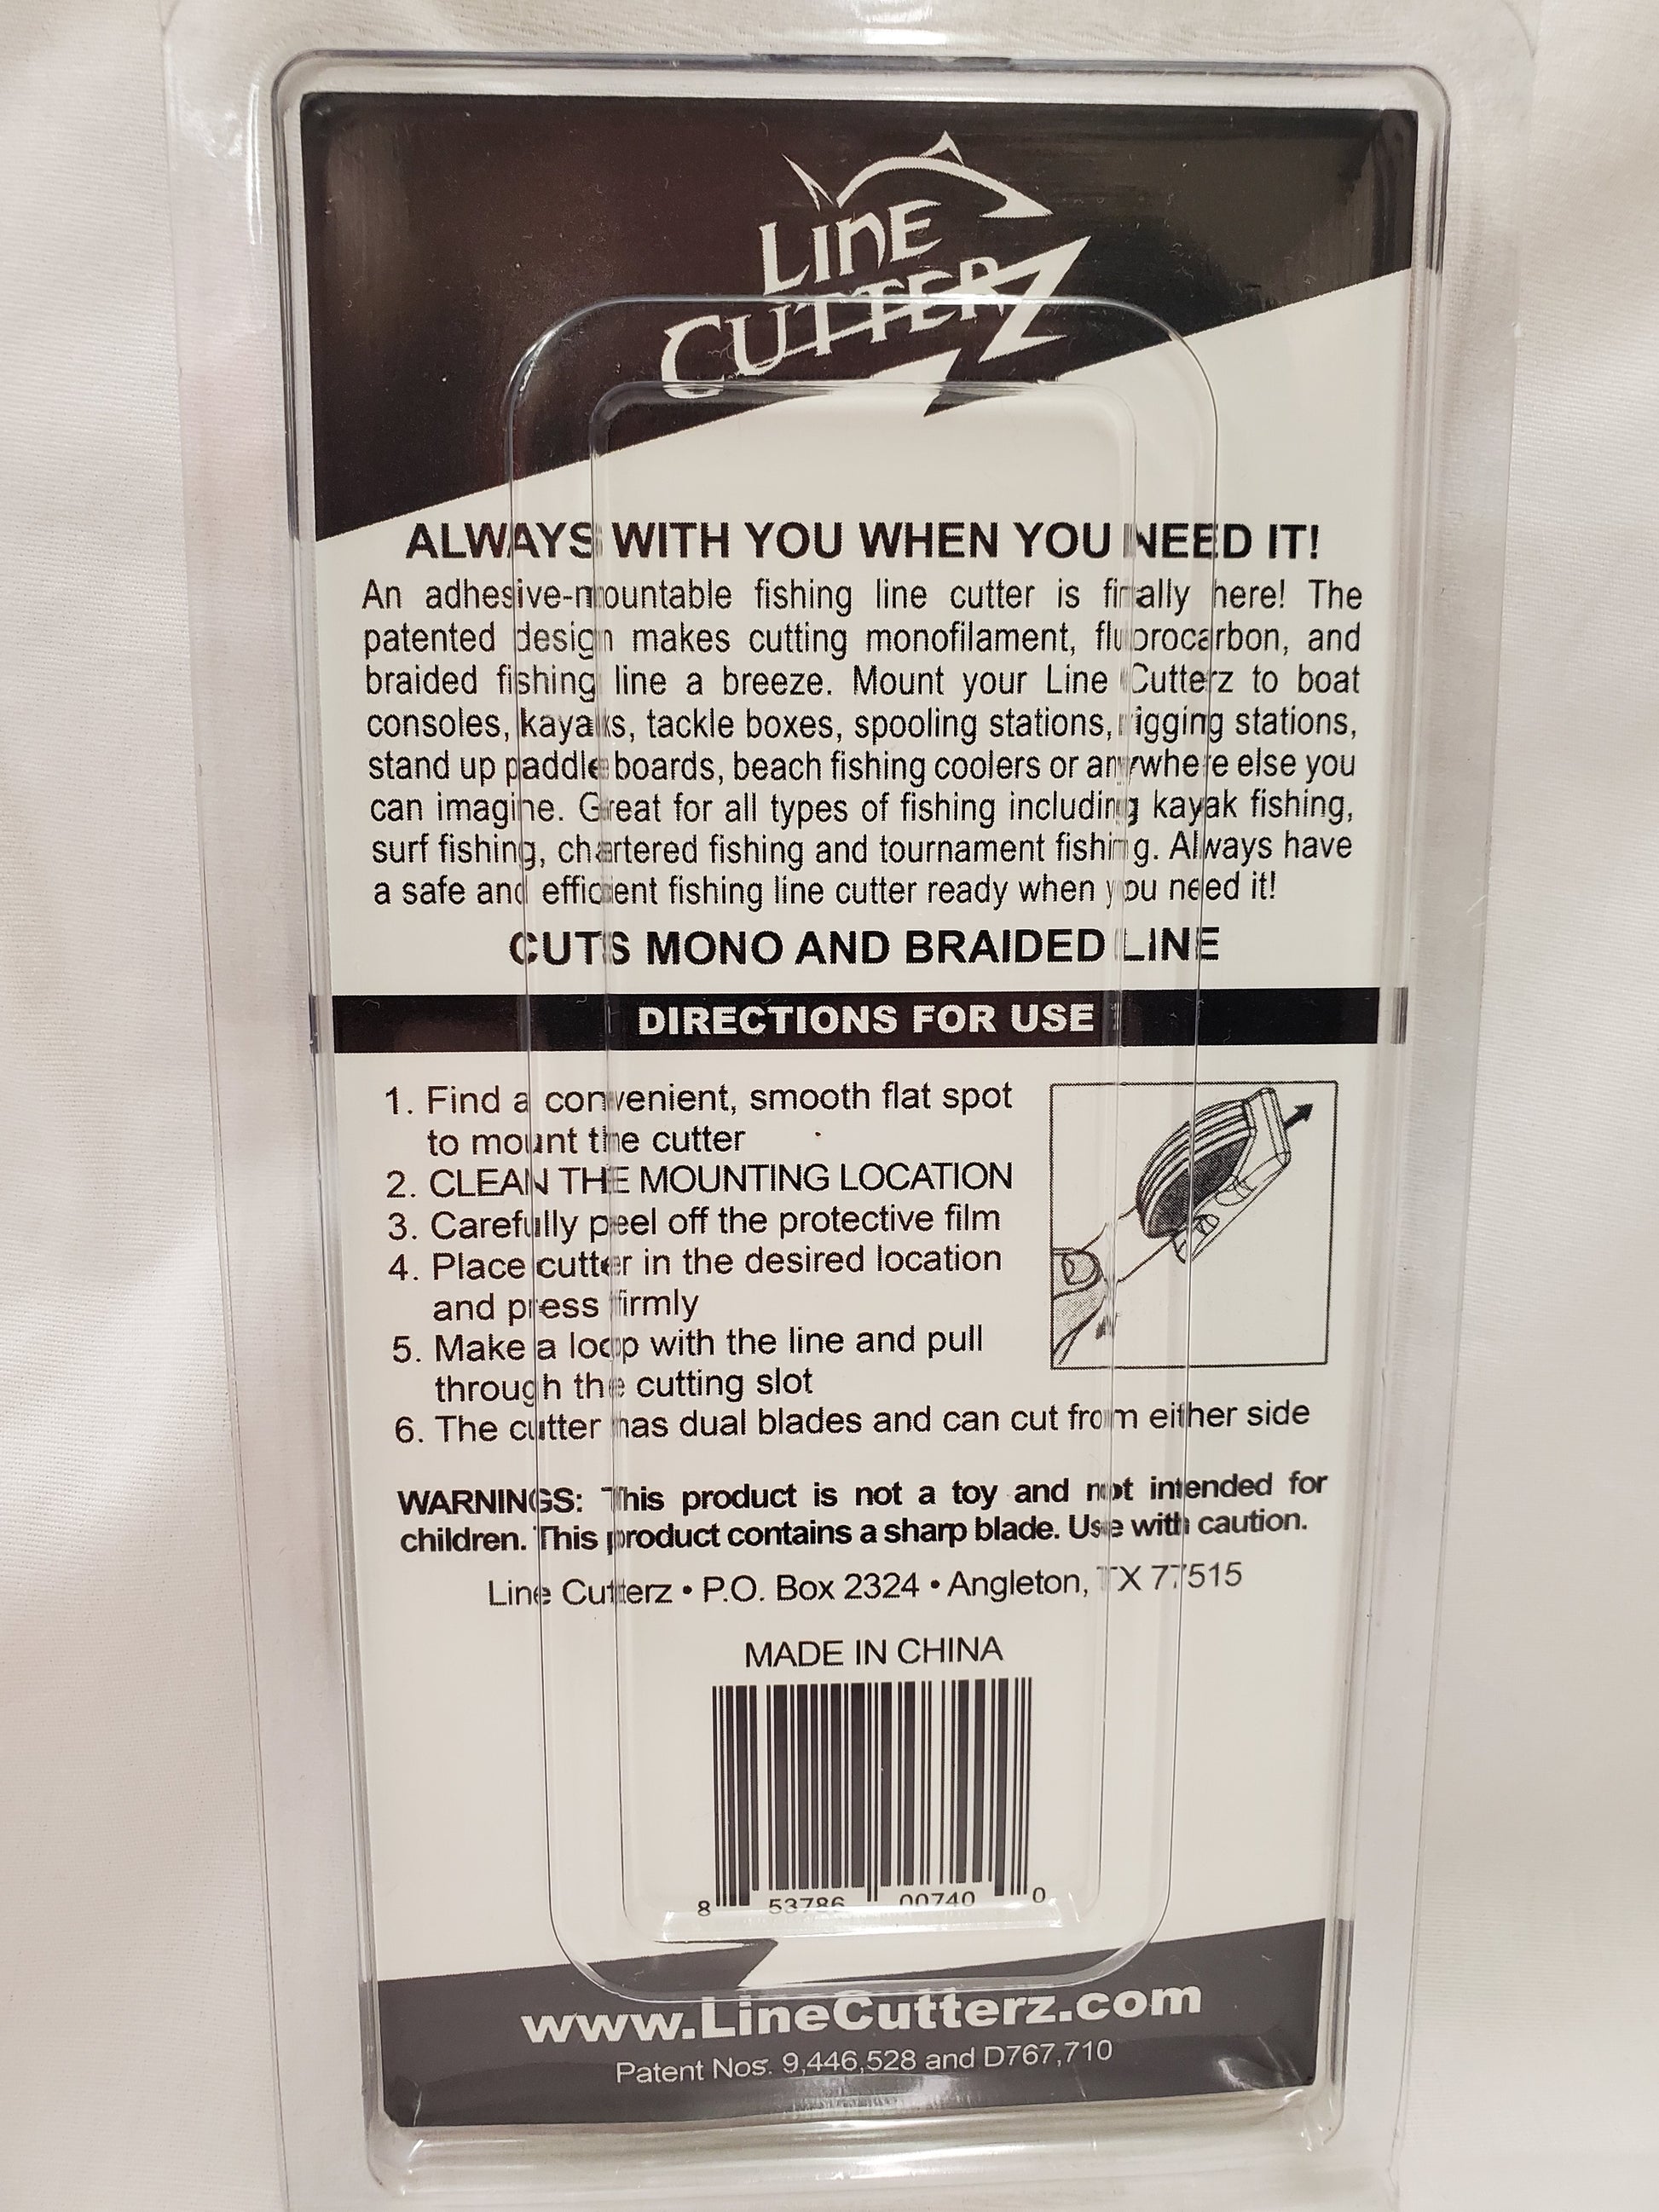 LINE
CUTTERZ
ALWAYS WITH YOU WHEN YOU NEED IT!
An adhesive-mountable fishing line cutter is finally here! The
patented design makes cutting monofilament, fluorocarbon, and
braided fishing line a breeze. Mount your Line Cutterz to boat
consoles, kayaks, tackle boxes, spooling stations, rigging stations,
stand up paddle boards, beach fishing coolers or anywhere else you
can imagine. Great for all types of fishing including kayak fishing,
surf fishing, chartered fishing and tournament fishing. Always have
a safe and efficient fishing line cutter ready when you need it!
CUTS MONO AND BRAIDED LINE
DIRECTIONS FOR USE
1. Find a convenient, smooth flat spot
to mount the cutter
2. CLEAN THE MOUNTING LOCATION
3. Carefully peel off the protective film
4. Place cutter in the desired location
and press firmly
5. Make a loop with the line and pull
through the cutting slot
6. The cutter has dual blades and can cut from either side
WARNINGS: This product is not a toy and not intended for
children. This product contains a sharp blade. Use with caution.
Line Cutterz • P.O. Box 2324 • Angleton, TX 77515
MADE IN CHINA
8 53786 00740 0
www.LineCutterz.com
Patent Nos. 9,446,528 and D767,710